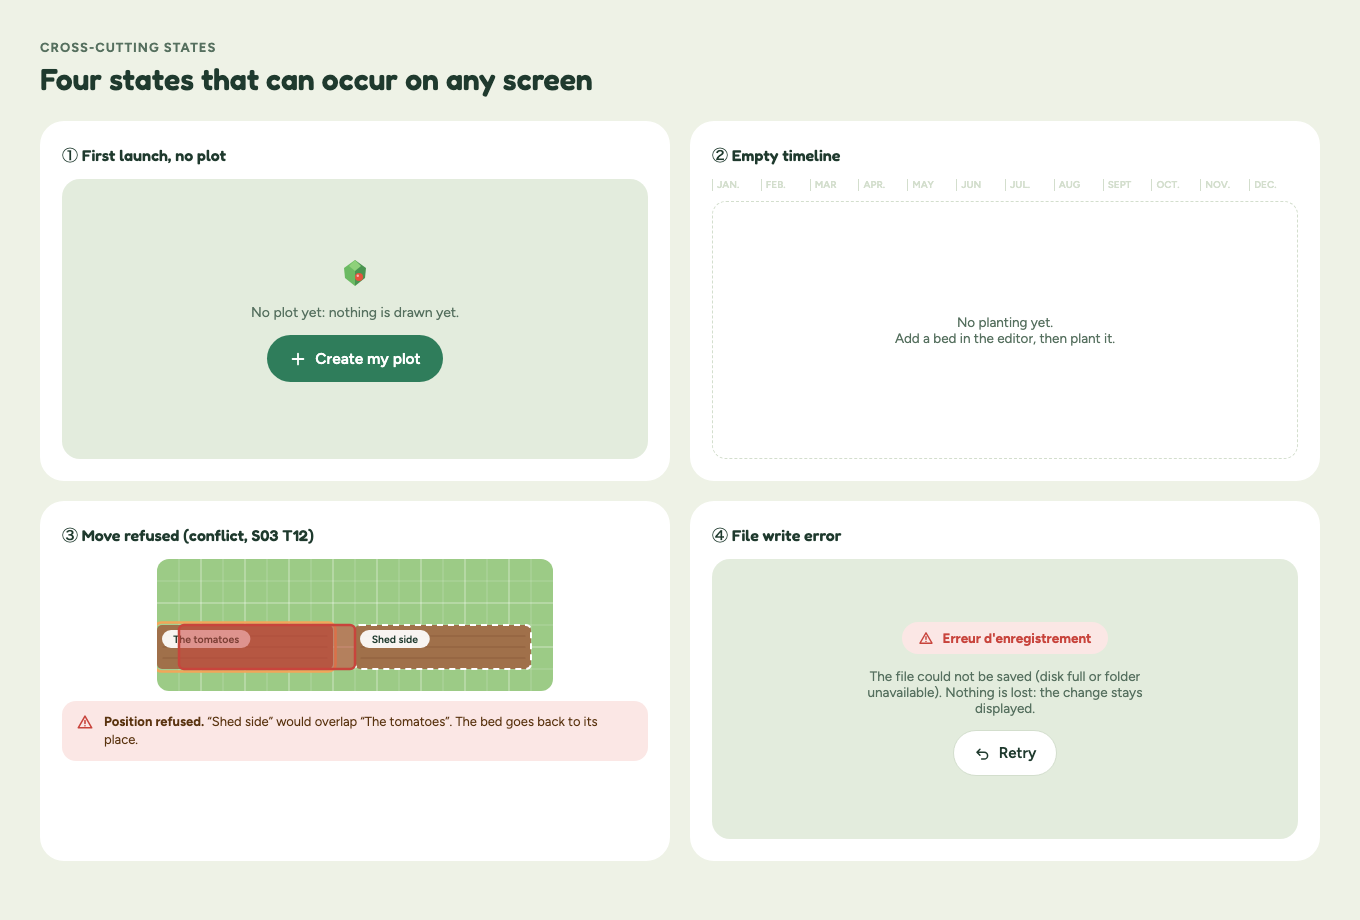 CROSS-CUTTING STATES
Four states that can occur on any screen
① First launch, no plot
No plot yet: nothing is drawn yet.
Create my plot
② Empty timeline
JAN. FEB. MAR APR. MAY JUN JUL. AUG SEPT OCT. NOV. DEC.
No planting yet.
Add a bed in the editor, then plant it.
③ Move refused (conflict, S03 T12)
The tomatoes
Shed side
Position refused. “Shed side” would overlap “The tomatoes”. The bed goes back to its
place.
④ File write error
Erreur d'enregistrement
The file could not be saved (disk full or folder
unavailable). Nothing is lost: the change stays
displayed.
Retry